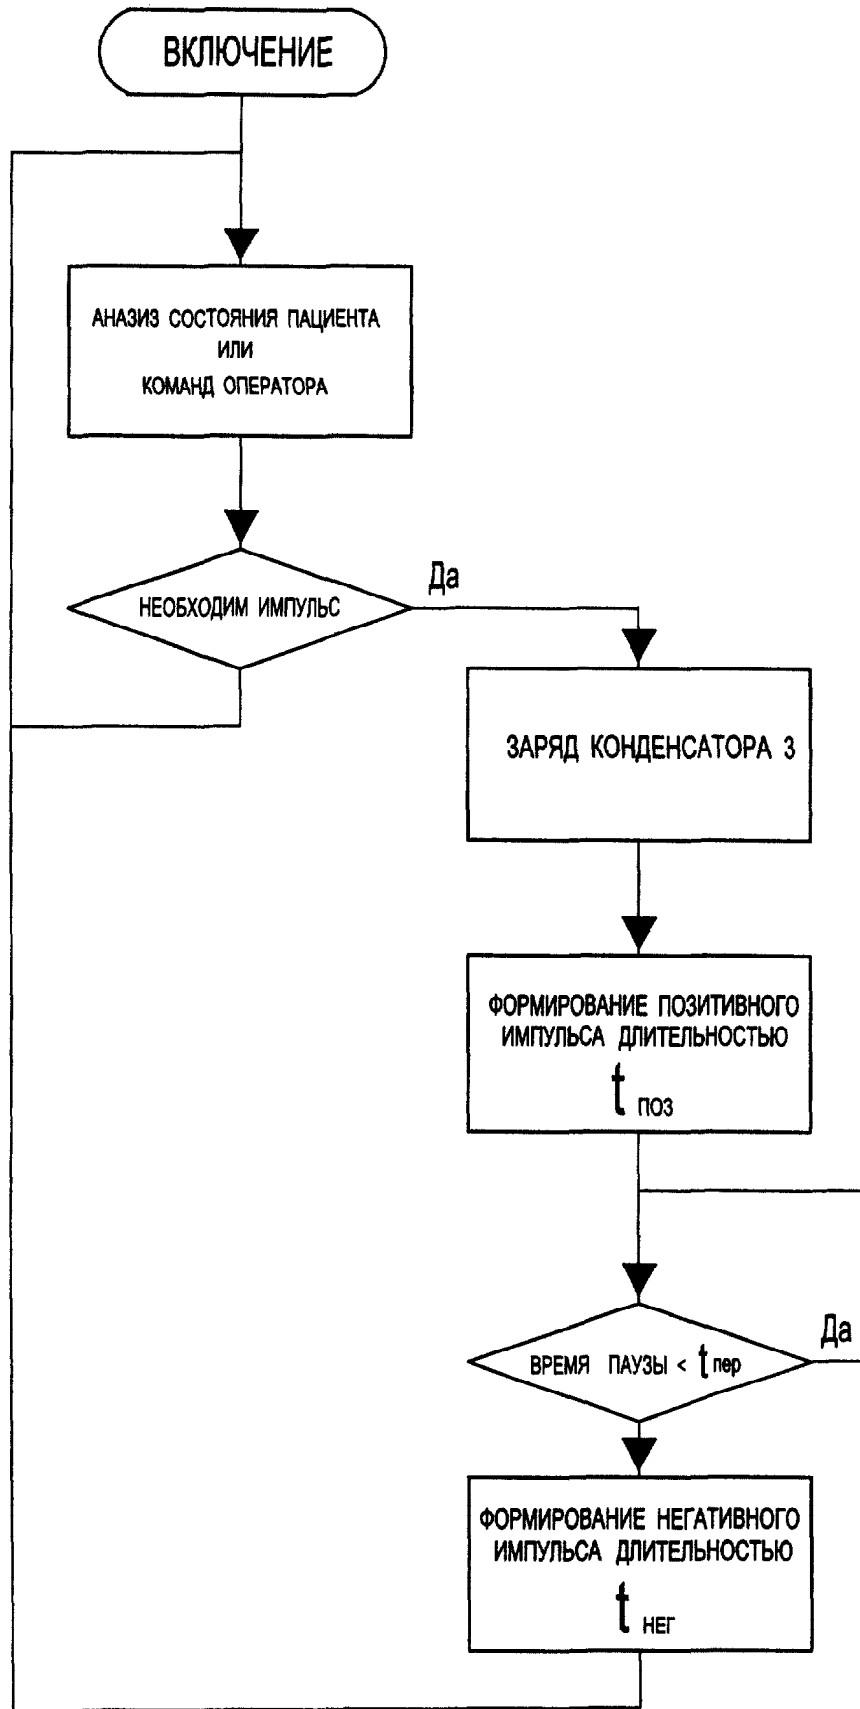 ВКЛЮЧЕНИЕ
АНАЗИЗ СОСТОЯНИЯ ПАЦИЕНТА
ИЛИ
КОМАНД ОПЕРАТОРА
НЕОБХОДИМ ИМПУЛЬС
Да
ЗАРЯД КОНДЕНСАТОРА 3
ФОРМИРОВАНИЕ ПОЗИТИВНОГО
ИМПУЛЬСА ДЛИТЕЛЬНОСТЬЮ
t ПОЗ
ВРЕМЯ ПАУЗЫ < t пер
Да
ФОРМИРОВАНИЕ НЕГАТИВНОГО
ИМПУЛЬСА ДЛИТЕЛЬНОСТЬЮ
t НЕГ